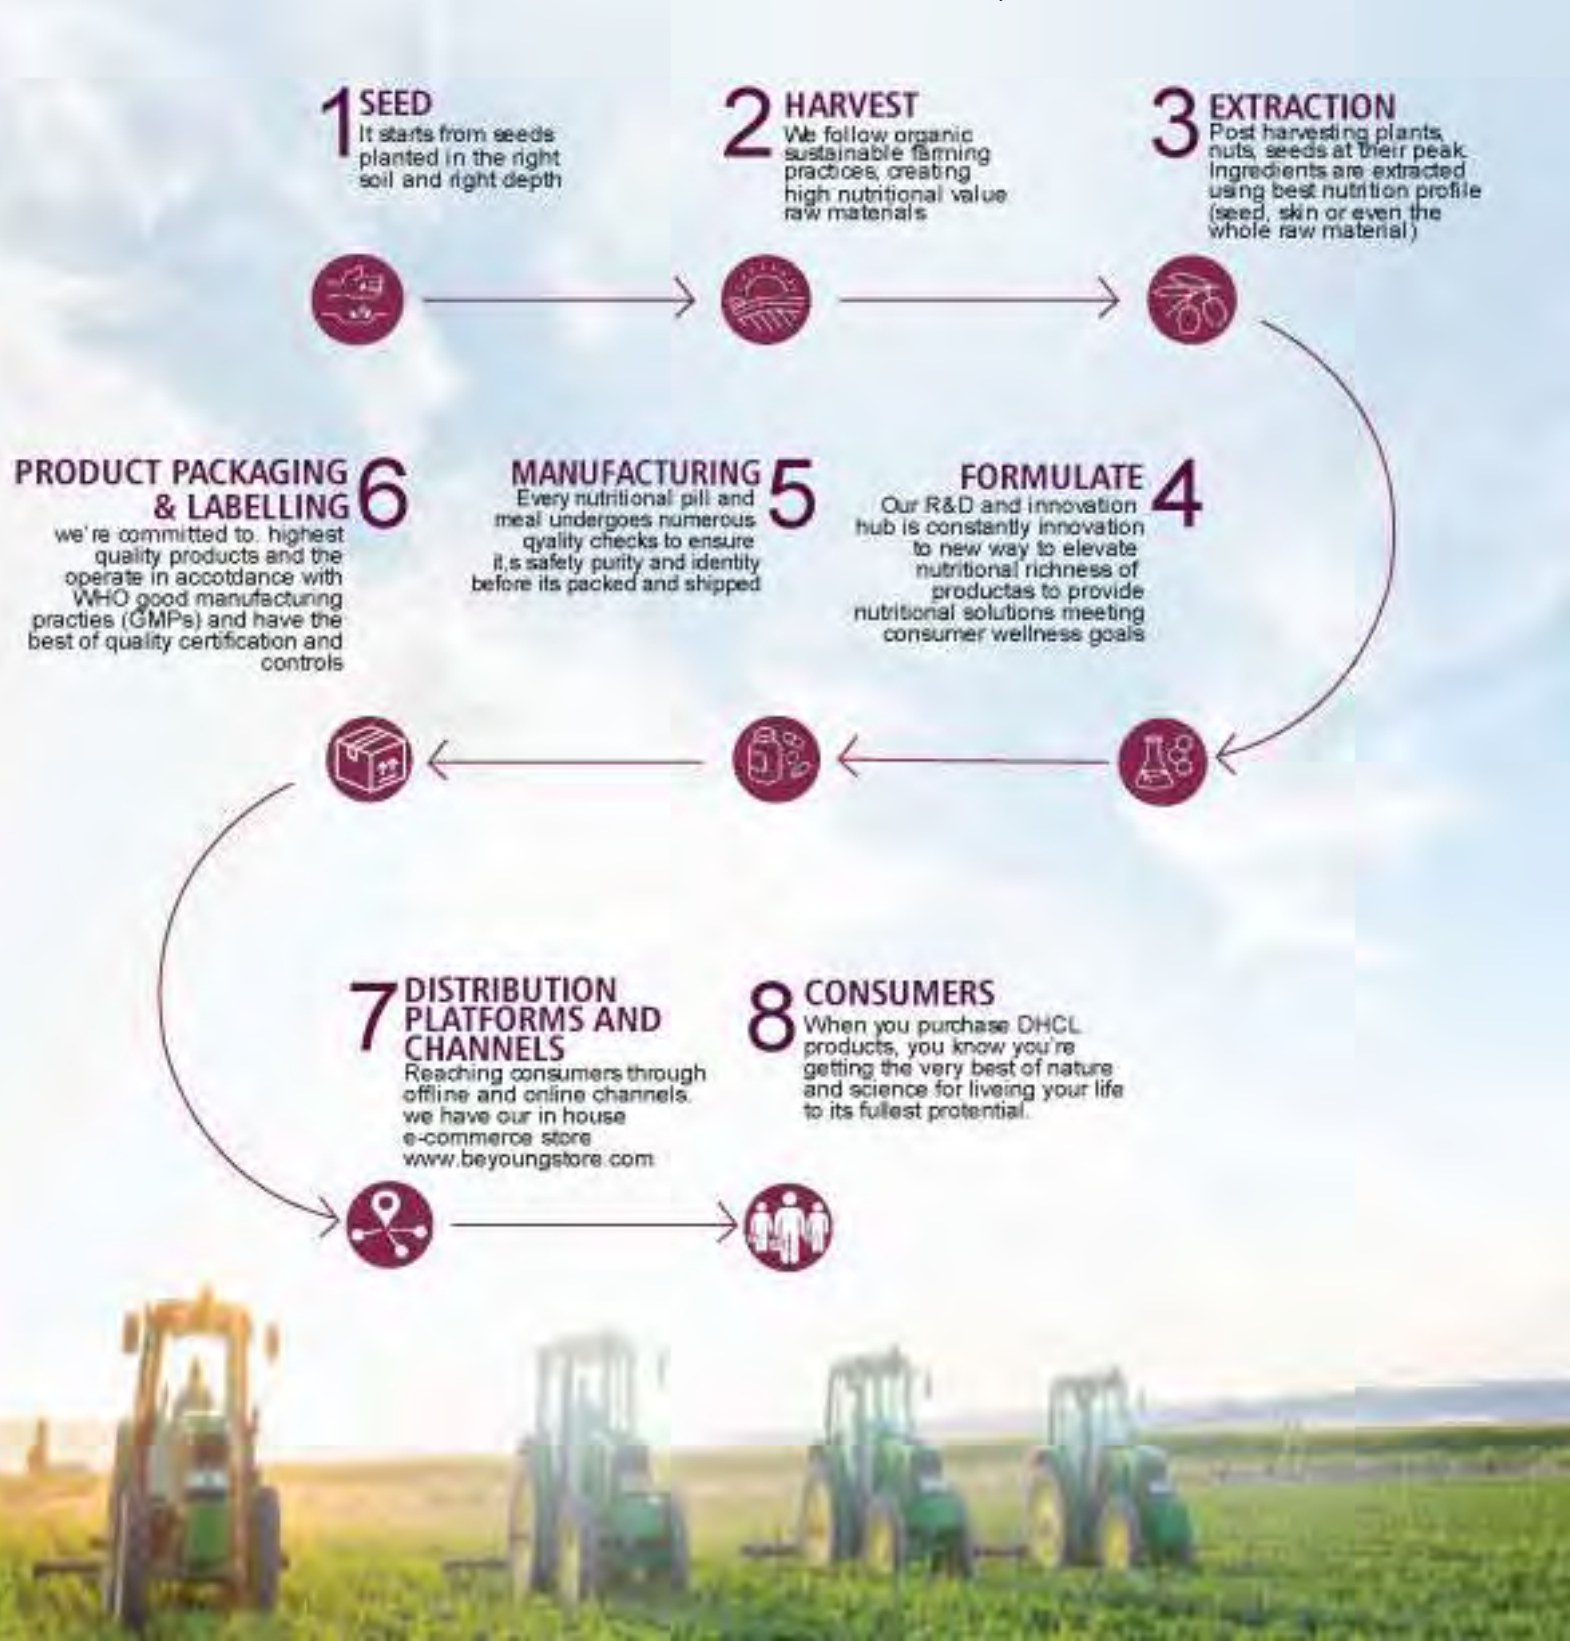 1 SEED
It starts from seeds
planted in the right
soil and right depth
2 HARVEST
We follow organic
sustainable farming
practices, creating
high nutritional value
raw materials
3 EXTRACTION
Post harvesting plants,
nuts, seeds at their peak.
Ingredients are extracted
using best nutrition profile
(seed, skin or even the
whole raw material)
4 FORMULATE
Our R&D and innovation
hub is constantly innovation
to new way to elevate
nutritional richness of
productas to provide
nutritional solutions meeting
consumer wellness goals
5 MANUFACTURING
Every nutritional pill and
meal undergoes numerous
qyality checks to ensure
it,s safety purity and identity
before its packed and shipped
6 PRODUCT PACKAGING
& LABELLING
we're committed to. highest
quality products and the
operate in accotdance with
WHO good manufacturing
practies (GMPs) and have the
best of quality certification and
controls
7 DISTRIBUTION
PLATFORMS AND
CHANNELS
Reaching consumers through
offline and online channels.
we have our in house
e-commerce store
www.beyoungstore.com
8 CONSUMERS
When you purchase DHCL
products, you know you're
getting the very best of nature
and science for liveing your life
to its fullest protential.